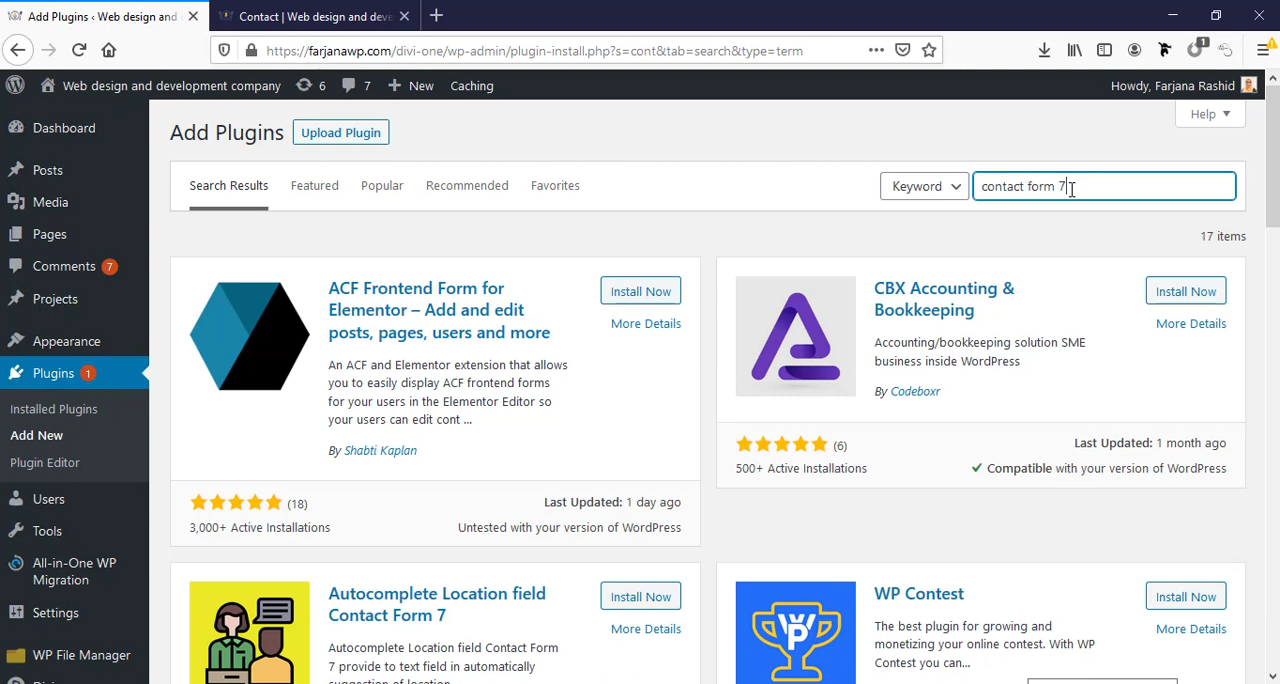 Add Plugins ‹ Web design and
Contact | Web design and deve
https://farjanawp.com/divi-one/wp-admin/plugin-install.php?s=cont&tab=search&type=term
1
Web design and development company
6
7
New
Caching
Howdy, Farjana Rashid
Dashboard
Posts
Media
Pages
Comments 7
Projects
Appearance
Plugins 1
Installed Plugins
Add New
Plugin Editor
Users
Tools
All-in-One WP
Migration
Settings
WP File Manager
Add Plugins
Upload Plugin
Help
Search Results
Featured
Popular
Recommended
Favorites
Keyword
contact form 7
17 items
ACF Frontend Form for
Elementor – Add and edit
posts, pages, users and more
Install Now
More Details
An ACF and Elementor extension that allows
you to easily display ACF frontend forms
for your users in the Elementor Editor so
your users can edit cont ...
By Shabti Kaplan
(18)
Last Updated: 1 day ago
3,000+ Active Installations
Untested with your version of WordPress
CBX Accounting &
Bookkeeping
Install Now
More Details
Accounting/bookkeeping solution SME
business inside WordPress
By Codeboxr
(6)
Last Updated: 1 month ago
500+ Active Installations
Compatible with your version of WordPress
Autocomplete Location field
Contact Form 7
Install Now
More Details
Autocomplete Location field Contact Form
7 provide to text field in automatically
suggestion of location
WP Contest
Install Now
More Details
The best plugin for growing and
monetizing your online contest. With WP
Contest you can...